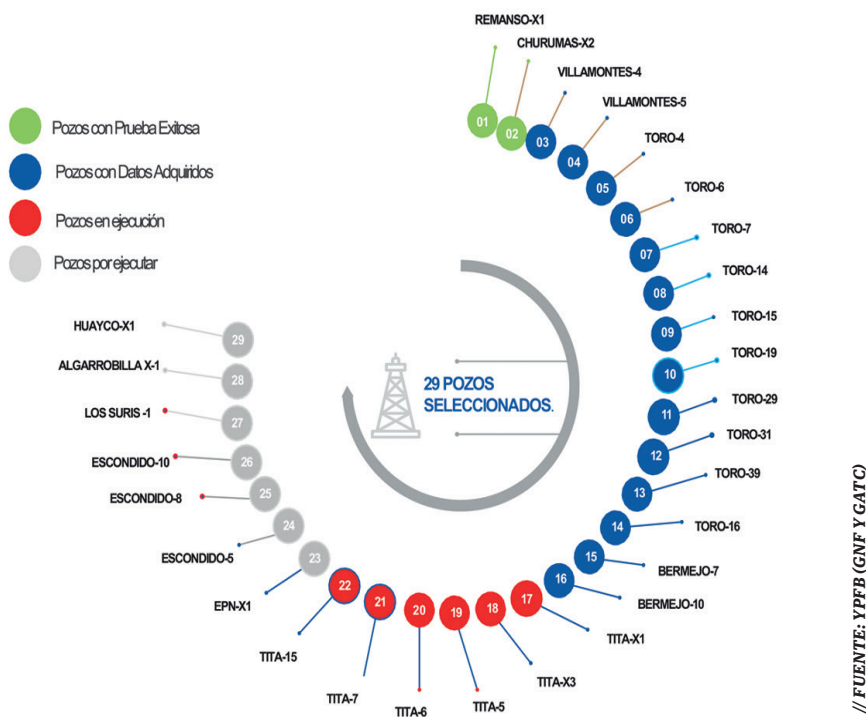 REMANSO-X1
CHURUMAS-X2
VILLAMONTES-4
VILLAMONTES-5
TORO-4
TORO-6
TORO-7
TORO-14
TORO-15
TORO-19
TORO-29
TORO-31
TORO-39
TORO-16
BERMEJO-7
BERMEJO-10
TITA-X1
TITA-X3
TITA-5
TITA-6
TITA-7
TITA-15
EPN-X1
ESCONDIDO-5
ESCONDIDO-8
ESCONDIDO-10
LOS SURIS -1
ALGARROBILLA X-1
HUAYCO-X1
01
02
03
04
05
06
07
08
09
10
11
12
13
14
15
16
17
18
19
20
21
22
23
24
25
26
27
28
29
Pozos con Prueba Exitosa
Pozos con Datos Adquiridos
Pozos en ejecución
Pozos por ejecutar
29 POZOS
SELECCIONADOS.
// FUENTE: YPFB (GNF Y GATC)